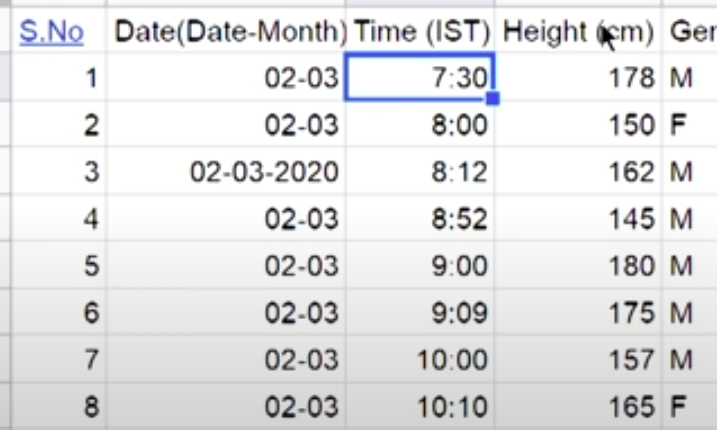 S.No Date(Date-Month) Time (IST) Height (cm) Ger
1 02-03 7:30 178 M
2 02-03 8:00 150 F
3 02-03-2020 8:12 162 M
4 02-03 8:52 145 M
5 02-03 9:00 180 M
6 02-03 9:09 175 M
7 02-03 10:00 157 M
8 02-03 10:10 165 F